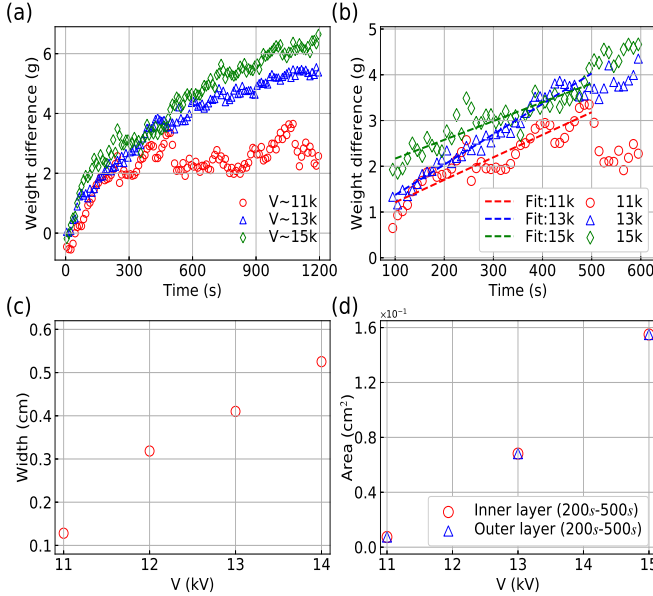 (a)
Weight difference (g)
6
4
2
0
0 300 600 900 1200
Time (s)
V~11k
V~13k
V~15k
(b)
Weight difference (g)
5
4
3
2
1
0
100 200 300 400 500 600
Time (s)
Fit:11k 11k
Fit:13k 13k
Fit:15k 15k
(c)
Width (cm)
0.6
0.5
0.4
0.3
0.2
0.1
11 12 13 14
V (kV)
(d)
×10⁻¹
Area (cm²)
1.6
1.2
0.8
0.4
0.0
11 12 13 14 15
V (kV)
Inner layer (200s-500s)
Outer layer (200s-500s)